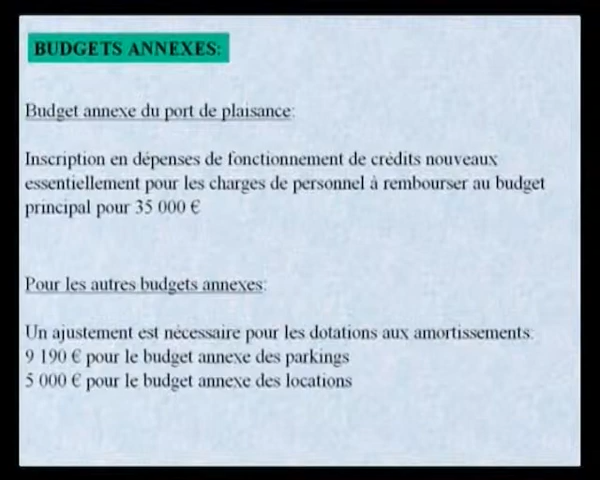 BUDGETS ANNEXES:
Budget annexe du port de plaisance:
Inscription en dépenses de fonctionnement de crédits nouveaux
essentiellement pour les charges de personnel à rembourser au budget
principal pour 35 000 €
Pour les autres budgets annexes:
Un ajustement est nécessaire pour les dotations aux amortissements:
9 190 € pour le budget annexe des parkings
5 000 € pour le budget annexe des locations